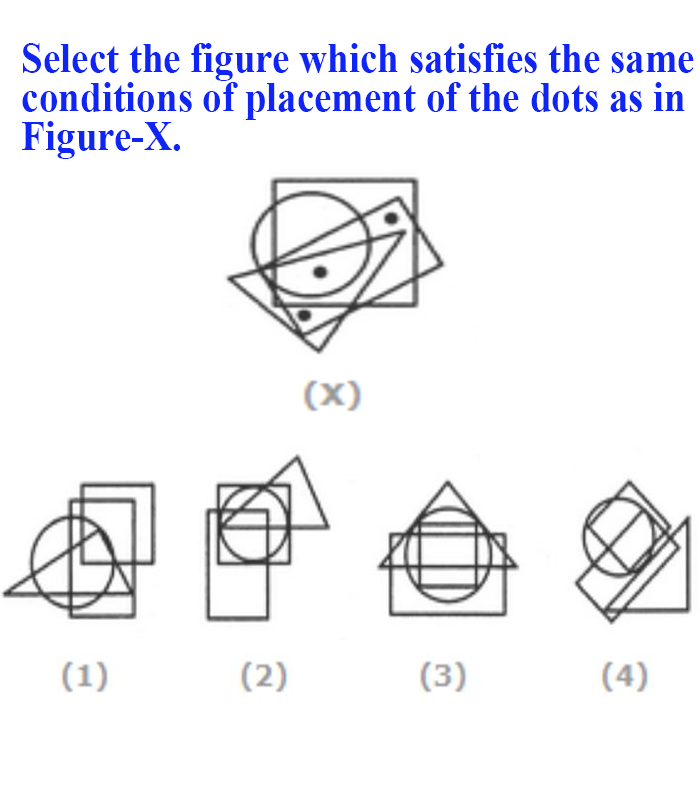 Select the figure which satisfies the same
conditions of placement of the dots as in
Figure-X.
(X)
(1) (2) (3) (4)